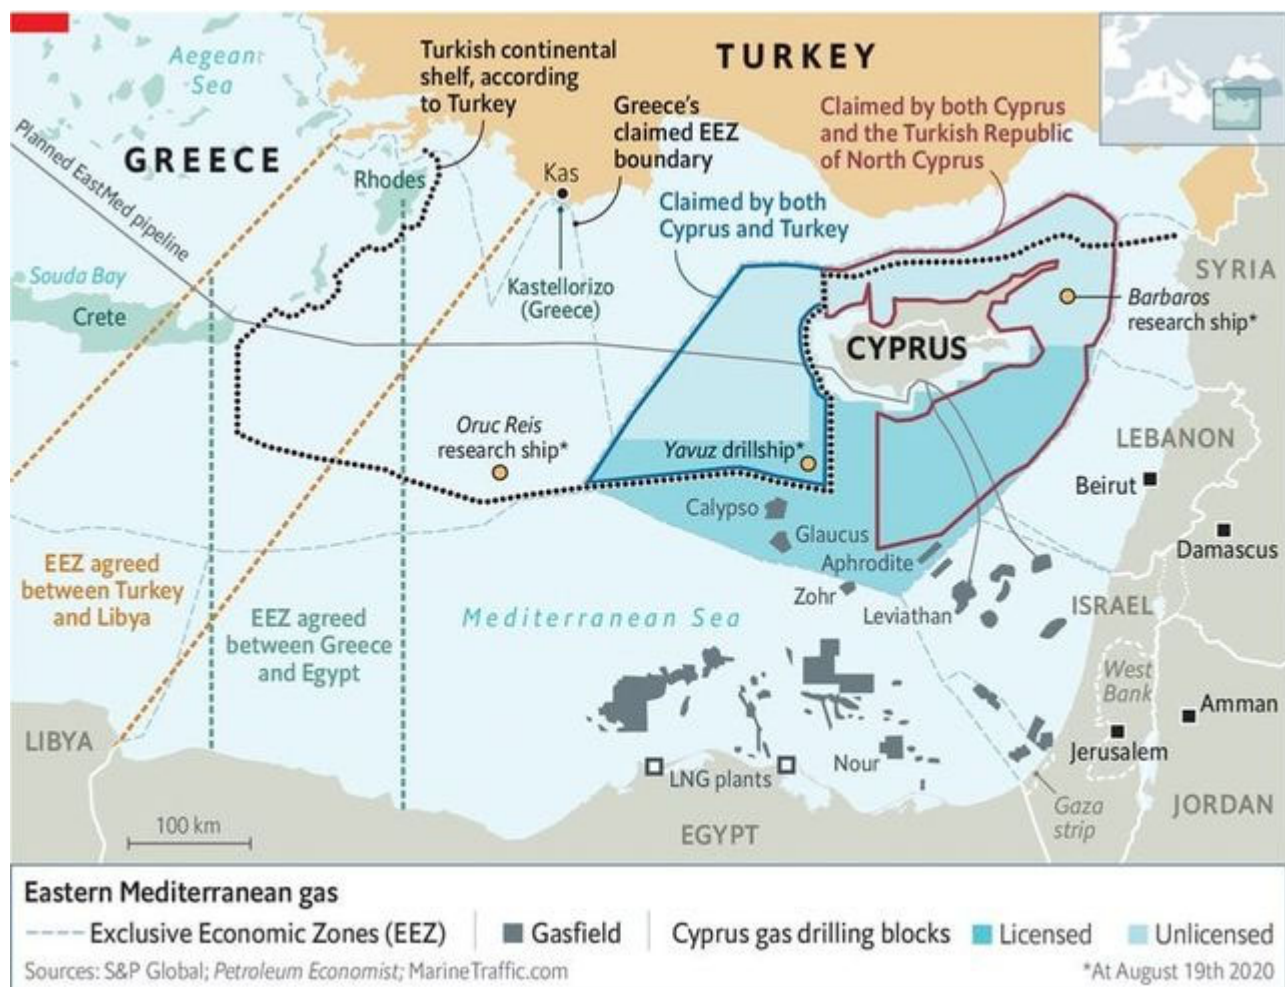 Aegean
Sea
Turkish continental
shelf, according
to Turkey
TURKEY
Greece's
claimed EEZ
boundary
Claimed by both Cyprus
and the Turkish Republic
of North Cyprus
Planned EastMed pipeline
GREECE
Rhodes
Kas
Claimed by both
Cyprus and Turkey
SYRIA
Souda Bay
Crete
Kastellorizo
(Greece)
Barbaros
research ship*
CYPRUS
Oruc Reis
research ship*
Yavuz drillship*
LEBANON
Beirut
Calypso
Glaucus
Aphrodite
Damascus
EEZ agreed
between Turkey
and Libya
EEZ agreed
between Greece
and Egypt
Mediterranean Sea
Zohr
Leviathan
ISRAEL
West
Bank
Amman
LIBYA
Jerusalem
LNG plants
Nour
Gaza
strip
JORDAN
100 km
EGYPT
Eastern Mediterranean gas
Exclusive Economic Zones (EEZ)
Gasfield
Cyprus gas drilling blocks
Licensed
Unlicensed
Sources: S&P Global; Petroleum Economist; MarineTraffic.com
*At August 19th 2020